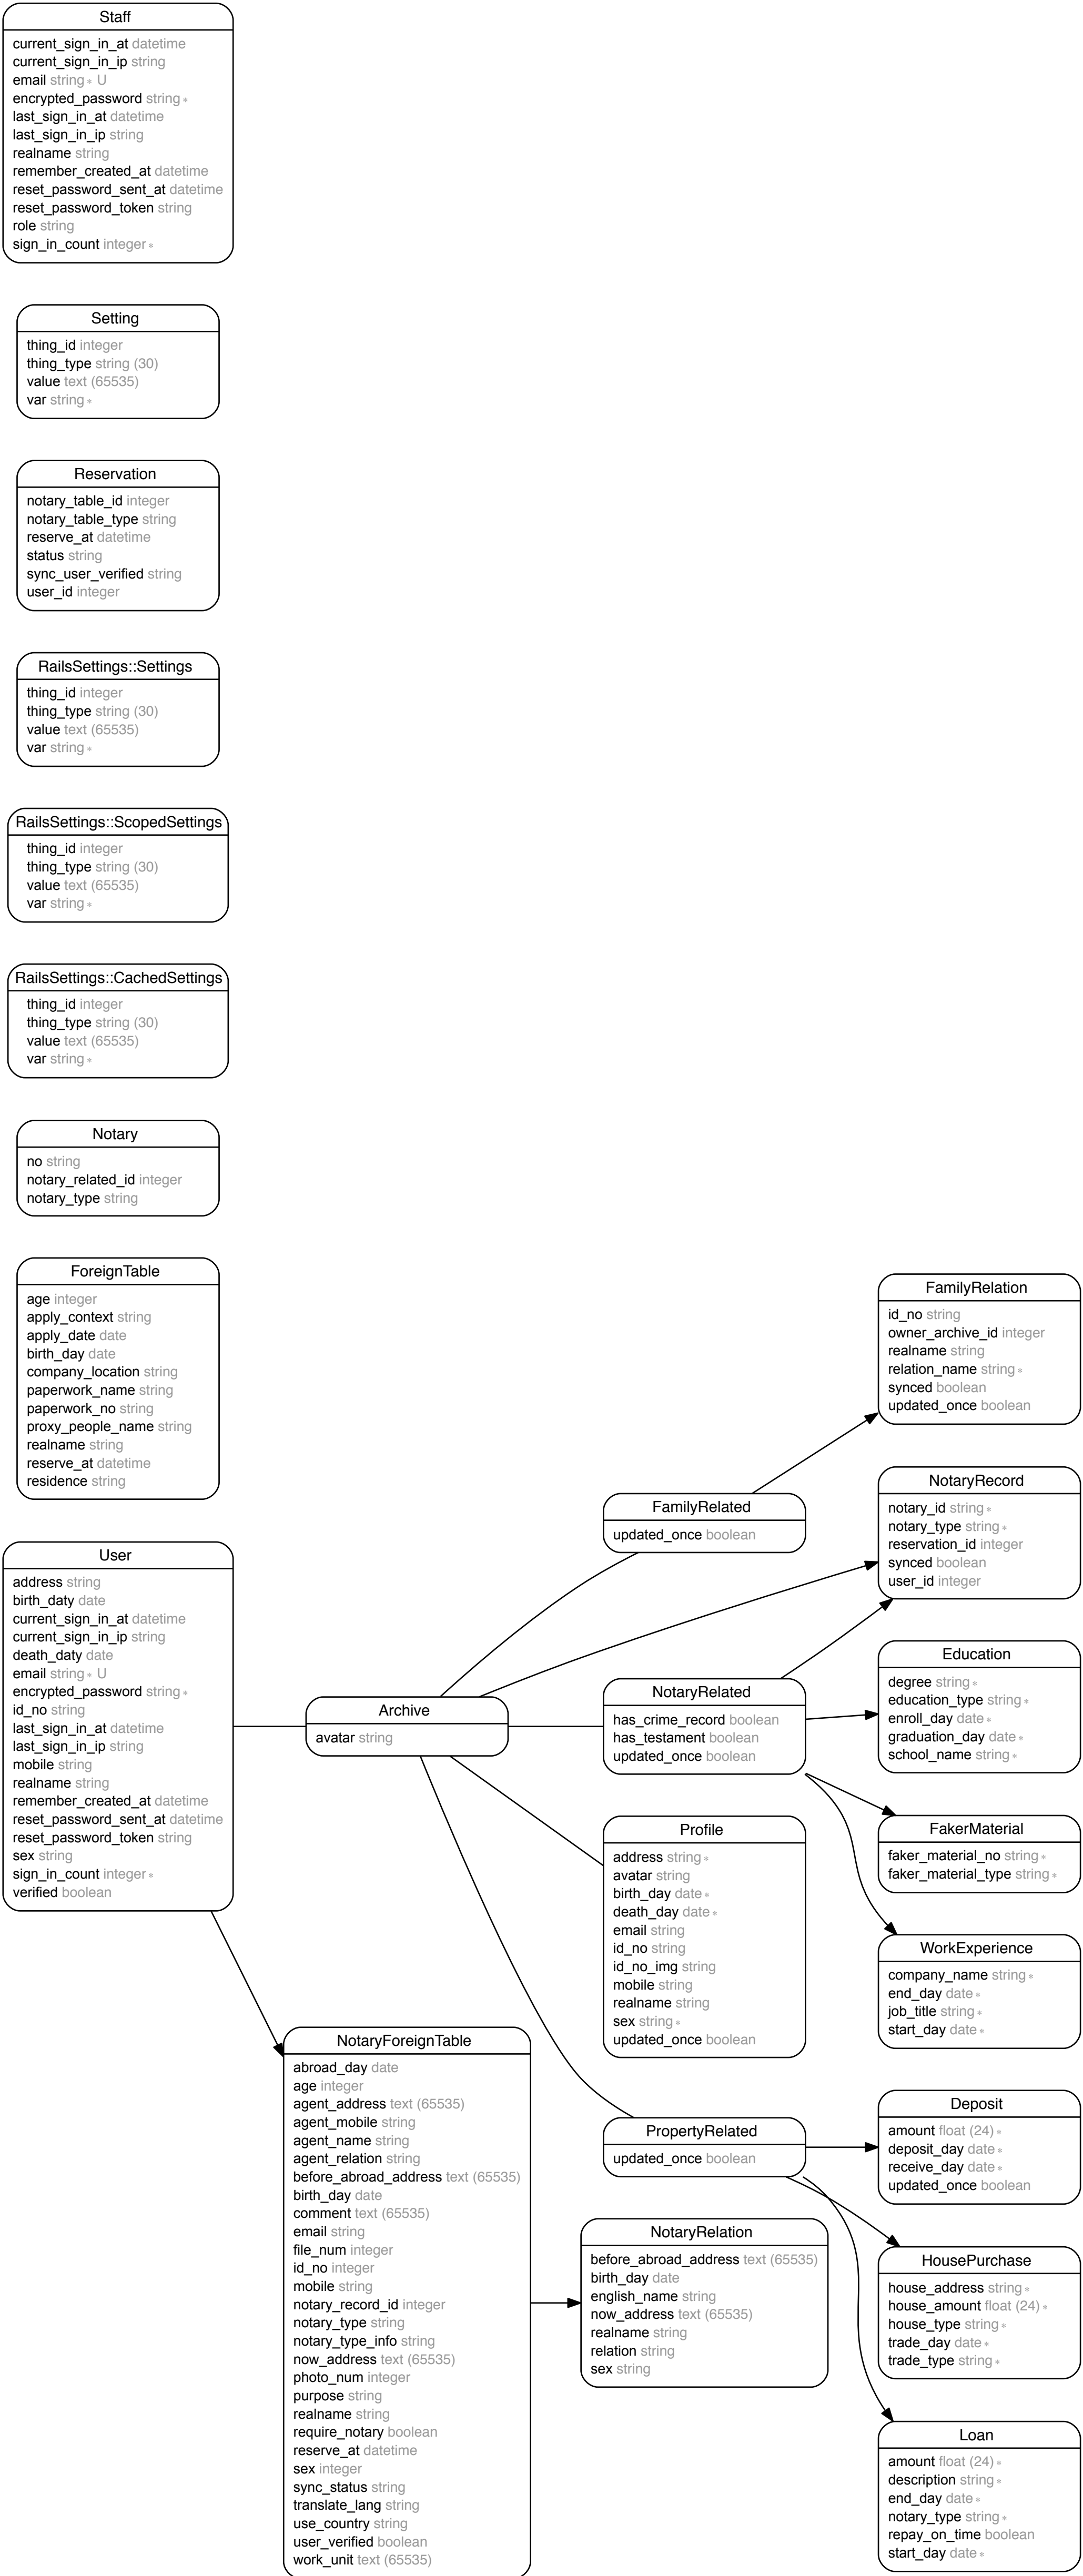 Staff
current_sign_in_at datetime
current_sign_in_ip string
email string * U
encrypted_password string *
last_sign_in_at datetime
last_sign_in_ip string
realname string
remember_created_at datetime
reset_password_sent_at datetime
reset_password_token string
role string
sign_in_count integer *
Setting
thing_id integer
thing_type string (30)
value text (65535)
var string *
Reservation
notary_table_id integer
notary_table_type string
reserve_at datetime
status string
sync_user_verified string
user_id integer
RailsSettings::Settings
thing_id integer
thing_type string (30)
value text (65535)
var string *
RailsSettings::ScopedSettings
thing_id integer
thing_type string (30)
value text (65535)
var string *
RailsSettings::CachedSettings
thing_id integer
thing_type string (30)
value text (65535)
var string *
Notary
no string
notary_related_id integer
notary_type string
ForeignTable
age integer
apply_context string
apply_date date
birth_day date
company_location string
paperwork_name string
paperwork_no string
proxy_people_name string
realname string
reserve_at datetime
residence string
User
address string
birth_daty date
current_sign_in_at datetime
current_sign_in_ip string
death_daty date
email string * U
encrypted_password string *
id_no string
last_sign_in_at datetime
last_sign_in_ip string
mobile string
realname string
remember_created_at datetime
reset_password_sent_at datetime
reset_password_token string
sex string
sign_in_count integer *
verified boolean
Archive
avatar string
NotaryForeignTable
abroad_day date
age integer
agent_address text (65535)
agent_mobile string
agent_name string
agent_relation string
before_abroad_address text (65535)
birth_day date
comment text (65535)
email string
file_num integer
id_no integer
mobile string
notary_record_id integer
notary_type string
notary_type_info string
now_address text (65535)
photo_num integer
purpose string
realname string
require_notary boolean
reserve_at datetime
sex integer
sync_status string
translate_lang string
use_country string
user_verified boolean
work_unit text (65535)
FamilyRelated
updated_once boolean
NotaryRelated
has_crime_record boolean
has_testament boolean
updated_once boolean
Profile
address string *
avatar string
birth_day date *
death_day date *
email string
id_no string
id_no_img string
mobile string
realname string
sex string *
updated_once boolean
PropertyRelated
updated_once boolean
NotaryRelation
before_abroad_address text (65535)
birth_day date
english_name string
now_address text (65535)
realname string
relation string
sex string
FamilyRelation
id_no string
owner_archive_id integer
realname string
relation_name string *
synced boolean
updated_once boolean
NotaryRecord
notary_id string *
notary_type string *
reservation_id integer
synced boolean
user_id integer
Education
degree string *
education_type string *
enroll_day date *
graduation_day date *
school_name string *
FakerMaterial
faker_material_no string *
faker_material_type string *
WorkExperience
company_name string *
end_day date *
job_title string *
start_day date *
Deposit
amount float (24) *
deposit_day date *
receive_day date *
updated_once boolean
HousePurchase
house_address string *
house_amount float (24) *
house_type string *
trade_day date *
trade_type string *
Loan
amount float (24) *
description string *
end_day date *
notary_type string *
repay_on_time boolean
start_day date *